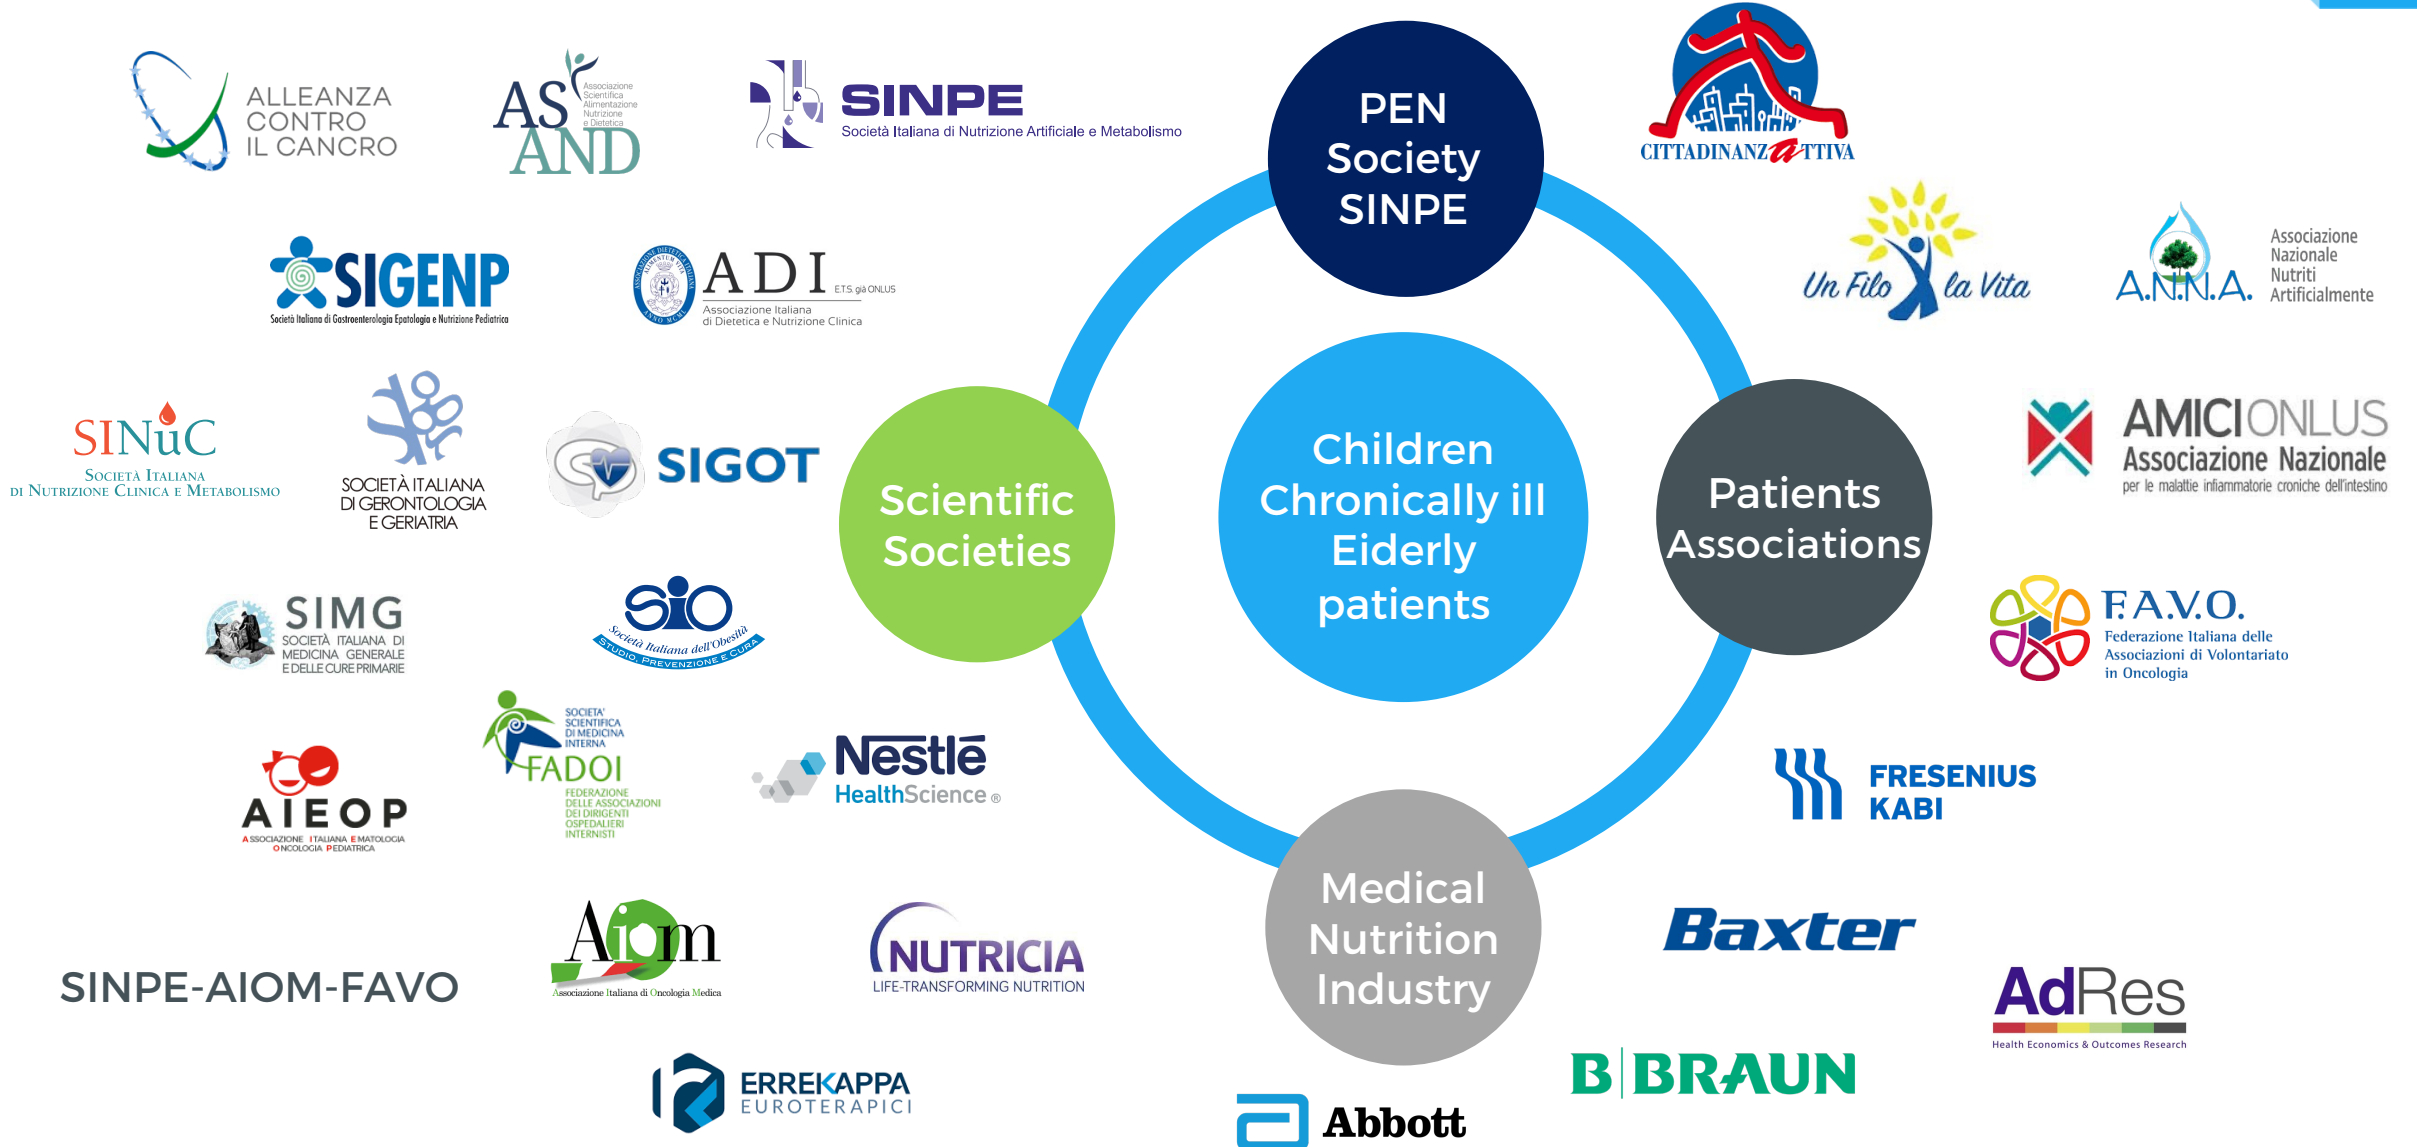 ALLEANZA
CONTRO
IL CANCRO
AS
AND
Associazione
Scientifica
Alimentazione
Nutrizione
e Dietetica
SINPE
Società Italiana di Nutrizione Artificiale e Metabolismo
PEN
Society
SINPE
CITTADINANZATTIVA
SIGENP
Società Italiana di Gastroenterologia Epatologia e Nutrizione Pediatrica
ADI
E.T.S. già ONLUS
Associazione Italiana
di Dietetica e Nutrizione Clinica
Un Filo la Vita
A.N.N.A.
Associazione
Nazionale
Nutriti
Artificialmente
SINuC
SOCIETÀ ITALIANA
DI NUTRIZIONE CLINICA E METABOLISMO
SOCIETÀ ITALIANA
DI GERONTOLOGIA
E GERIATRIA
SIGOT
Scientific
Societies
Children
Chronically ill
Eiderly
patients
Patients
Associations
AMICI ONLUS
Associazione Nazionale
per le malattie infiammatorie croniche dell'intestino
SIMG
SOCIETÀ ITALIANA DI
MEDICINA GENERALE
E DELLE CURE PRIMARIE
SIO
Società Italiana dell'Obesità
STUDIO, PREVENZIONE E CURA
F.A.V.O.
Federazione Italiana delle
Associazioni di Volontariato
in Oncologia
AIEOP
ASSOCIAZIONE ITALIANA EMATOLOGIA
ONCOLOGIA PEDIATRICA
SOCIETA'
SCIENTIFICA
DI MEDICINA
INTERNA
FADOI
FEDERAZIONE
DELLE ASSOCIAZIONI
DEI DIRIGENTI
OSPEDALIERI
INTERNISTI
Nestlé
HealthScience ®
FRESENIUS
KABI
Medical
Nutrition
Industry
SINPE-AIOM-FAVO
Aiom
Associazione Italiana di Oncologia Medica
NUTRICIA
LIFE-TRANSFORMING NUTRITION
Baxter
AdRes
Health Economics & Outcomes Research
ERREKAPPA
EUROTERAPICI
Abbott
B|BRAUN